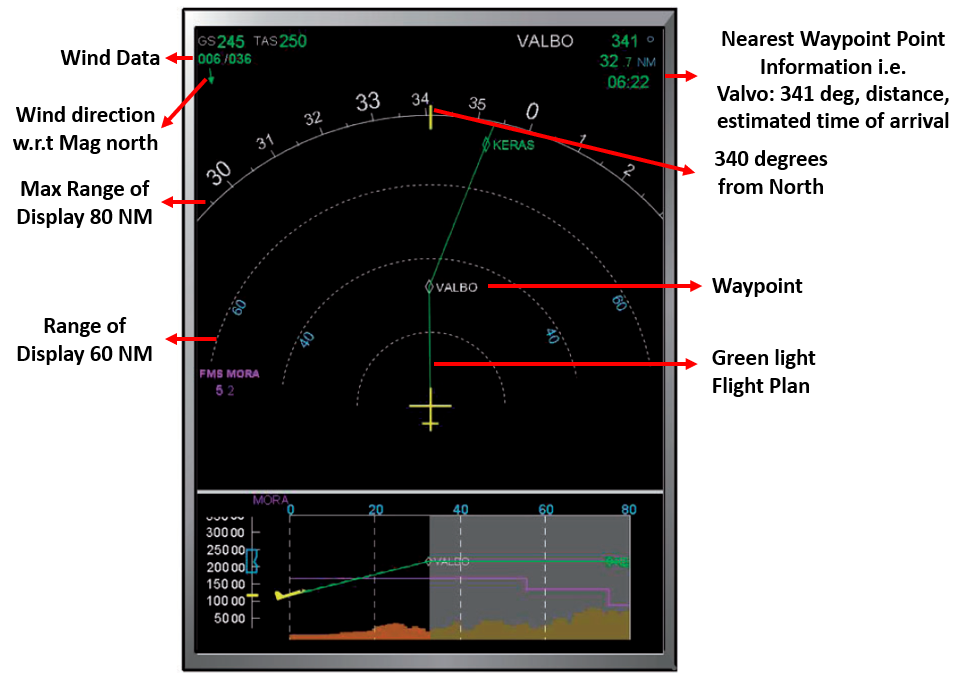 Wind Data
Wind direction
w.r.t Mag north
Max Range of
Display 80 NM
Range of
Display 60 NM
GS245 TAS250
006 /036
VALBO
341 °
32 .7 NM
06:22
30
31
32
33
34
35
0
1
2
KERAS
VALBO
60
40
40
60
FMS MORA
5 2
MORA
0 20 40 60 80
300 00
250 00
200 00
150 00
100 00
50 00
VALBO
Nearest Waypoint Point
Information i.e.
Valvo: 341 deg, distance,
estimated time of arrival
340 degrees
from North
Waypoint
Green light
Flight Plan